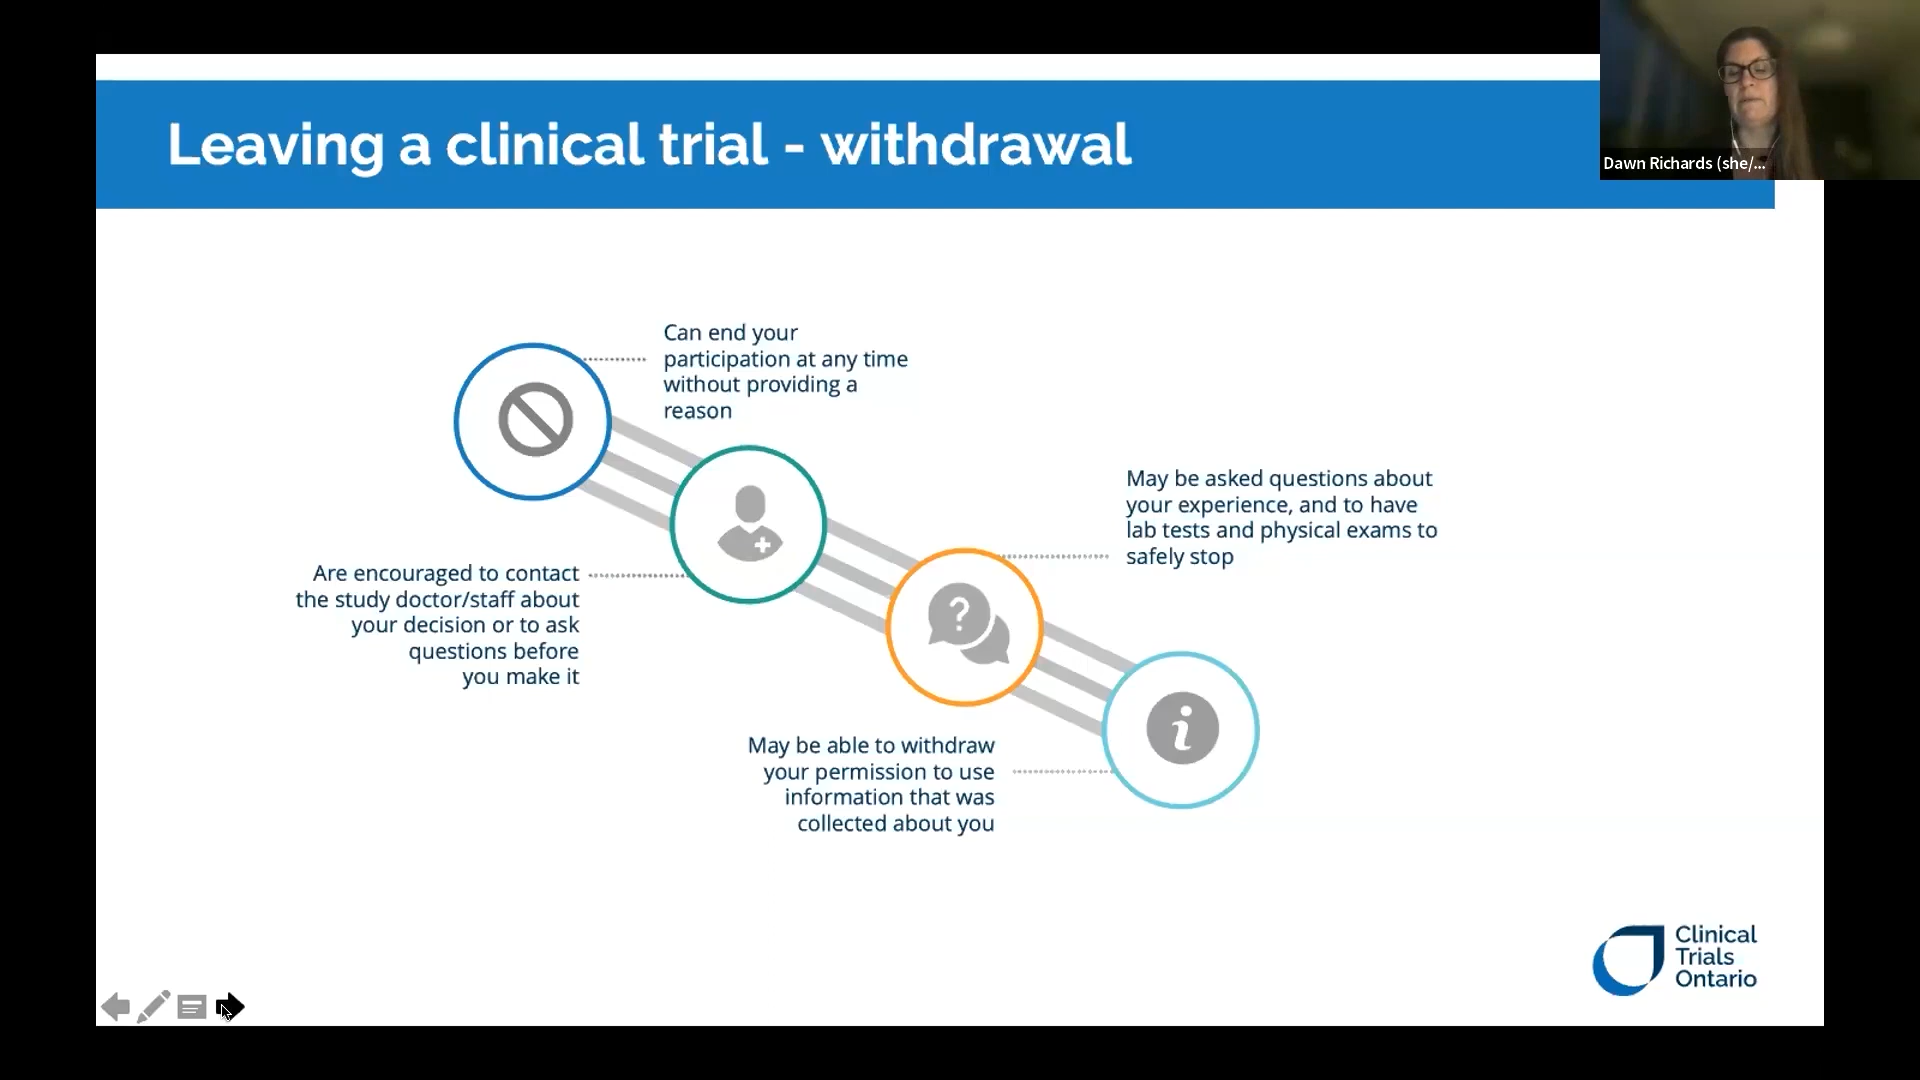 Leaving a clinical trial - withdrawal
Dawn Richards (she/...
Can end your
participation at any time
without providing a
reason
Are encouraged to contact
the study doctor/staff about
your decision or to ask
questions before
you make it
May be asked questions about
your experience, and to have
lab tests and physical exams to
safely stop
?
May be able to withdraw
your permission to use
information that was
collected about you
i
Clinical
Trials
Ontario